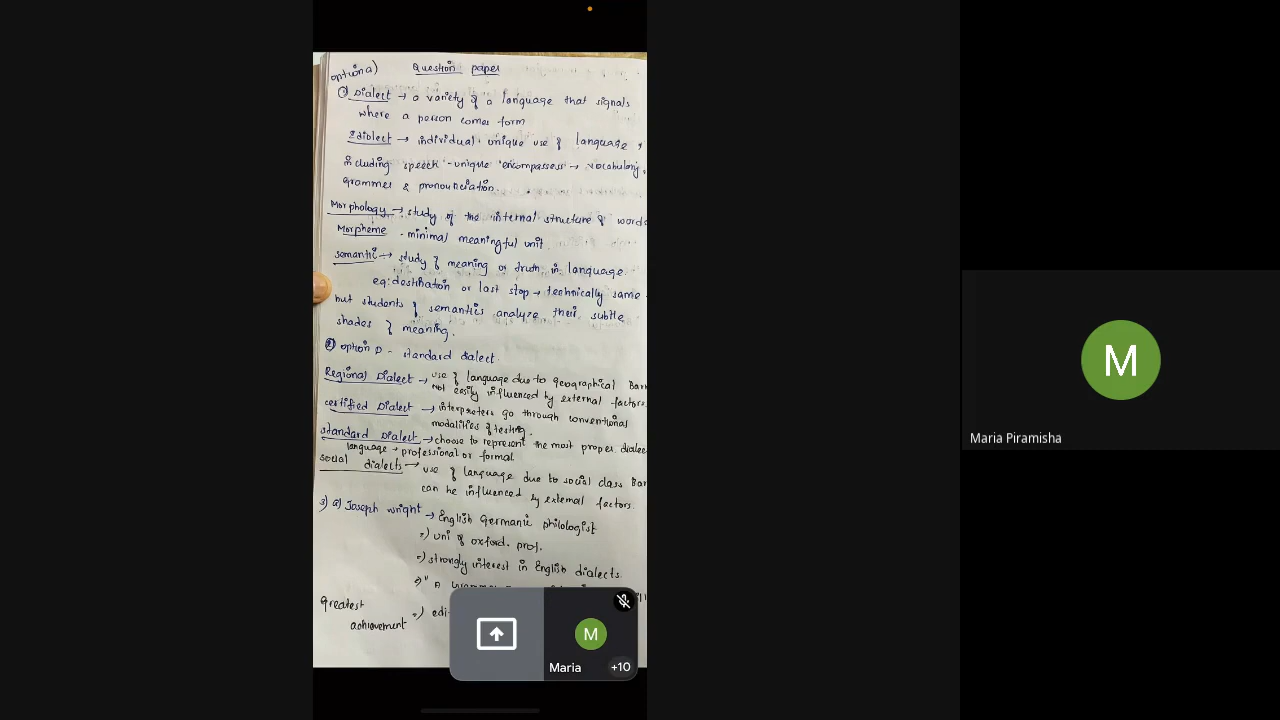 Question paper
option a)
① Dialect → a variety of a language that signals
where a person comes form
Idiolect → individual unique use of language
including speech - unique encompassess → vocabulary
grammer & pronounciation.
Morphology → study of the internal structure of words
Morpheme - minimal meaningful unit
semantic → study of meaning or truth in language.
eg: destination or last stop → technically same -
but students of semantics analyze their subtle
shades of meaning.
② option D - standard dialect.
Regional Dialect → use of language due to geographical Barr
not easily influenced by external factors.
certified Dialect → interpreters go through conventional
modalities of testing.
standard Dialect → choose to represent the most proper dialec
language → professional or formal
social dialects → use of language due to social class Bar
can be influenced by external factors.
3) a) Joseph wright → English Germanic philologist
=) uni of oxford. prof.
=) strongly interest in English dialects.
Greatest
achievement =) edi
M
Maria
+10
M
Maria Piramisha